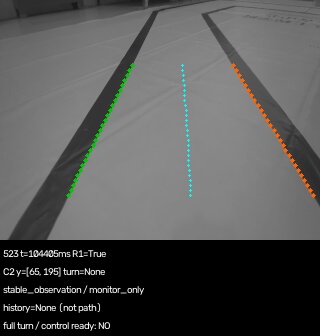 523 t=104405ms R1=True
C2 y=[65, 195] turn=None
stable_observation / monitor_only
history=None (not path)
full turn / control ready: NO